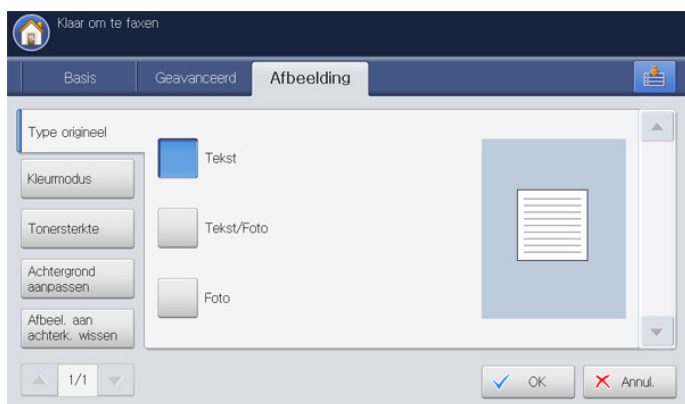 Klaar om te faxen
Basis
Geavanceerd
Afbeelding
Type origineel
Kleurmodus
Tonersterkte
Achtergrond
aanpassen
Afbeel. aan
achterk. wissen
1/1
Tekst
Tekst/Foto
Foto
OK
Annul.